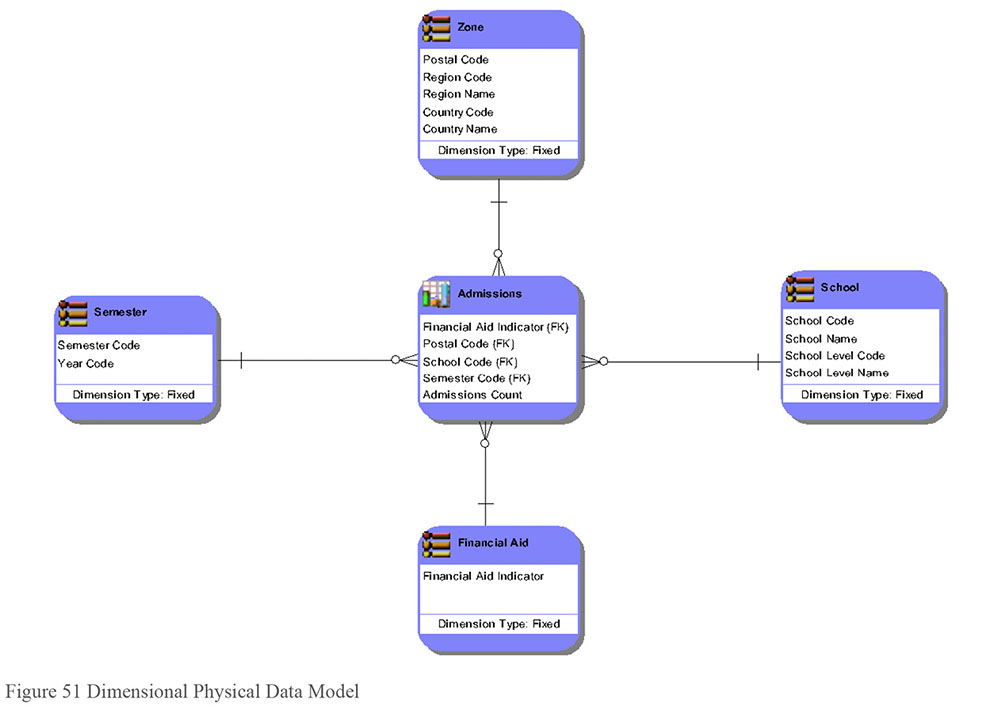 Zone
Postal Code
Region Code
Region Name
Country Code
Country Name
Dimension Type: Fixed
Semester
Semester Code
Year Code
Dimension Type: Fixed
Admissions
Financial Aid Indicator (FK)
Postal Code (FK)
School Code (FK)
Semester Code (FK)
Admissions Count
School
School Code
School Name
School Level Code
School Level Name
Dimension Type: Fixed
Financial Aid
Financial Aid Indicator
Dimension Type: Fixed
Figure 51 Dimensional Physical Data Model